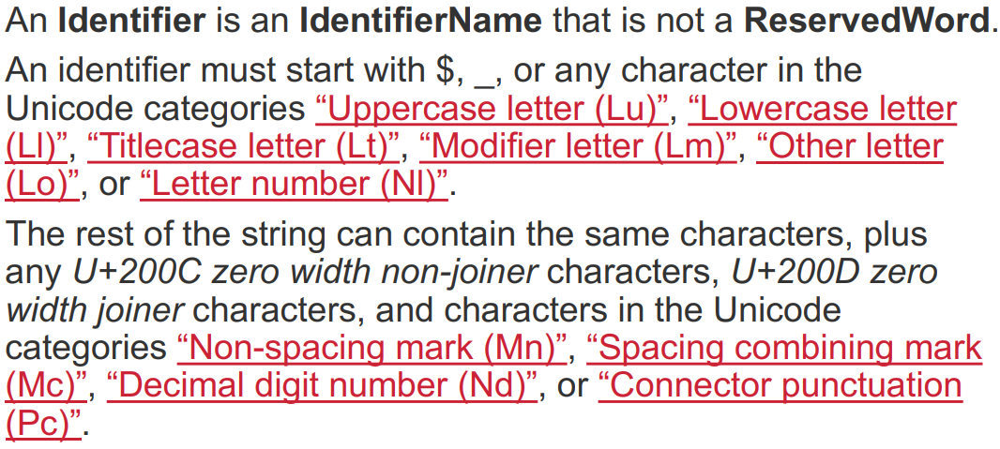 An Identifier is an IdentifierName that is not a ReservedWord.
An identifier must start with $, _, or any character in the
Unicode categories “Uppercase letter (Lu)”, “Lowercase letter
(Ll)”, “Titlecase letter (Lt)”, “Modifier letter (Lm)”, “Other letter
(Lo)”, or “Letter number (Nl)”.
The rest of the string can contain the same characters, plus
any U+200C zero width non-joiner characters, U+200D zero
width joiner characters, and characters in the Unicode
categories “Non-spacing mark (Mn)”, “Spacing combining mark
(Mc)”, “Decimal digit number (Nd)”, or “Connector punctuation
(Pc)”.